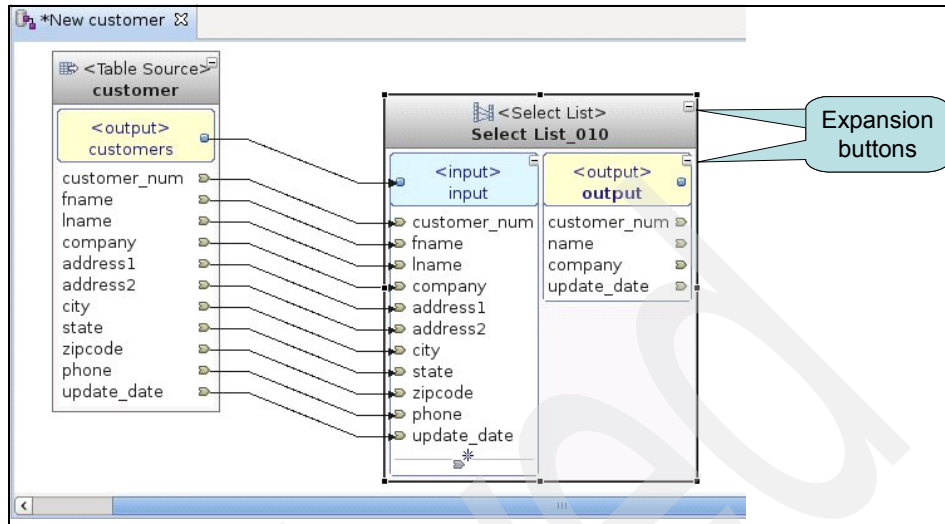 *New customer
<Table Source>
customer
<output>
customers
customer_num
fname
lname
company
address1
address2
city
state
zipcode
phone
update_date
<Select List>
Select List_010
<input>
input
customer_num
fname
lname
company
address1
address2
city
state
zipcode
phone
update_date
<output>
output
customer_num
name
company
update_date
Expansion
buttons